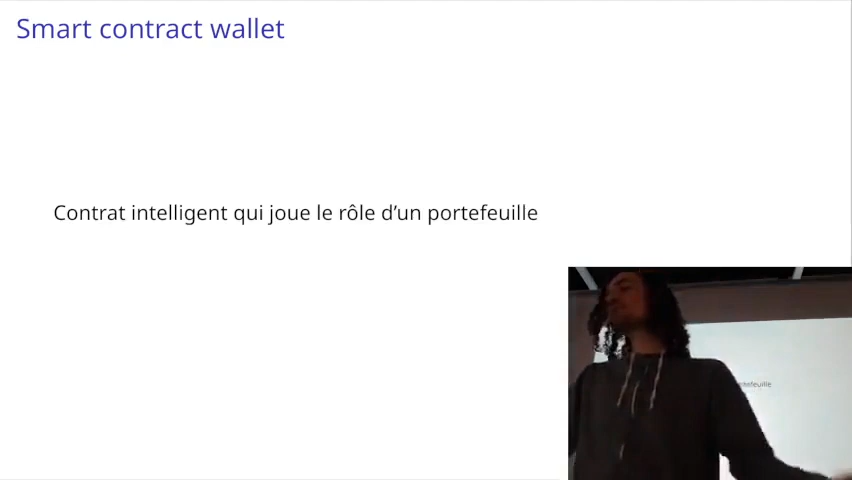 Smart contract wallet
Contrat intelligent qui joue le rôle d’un portefeuille